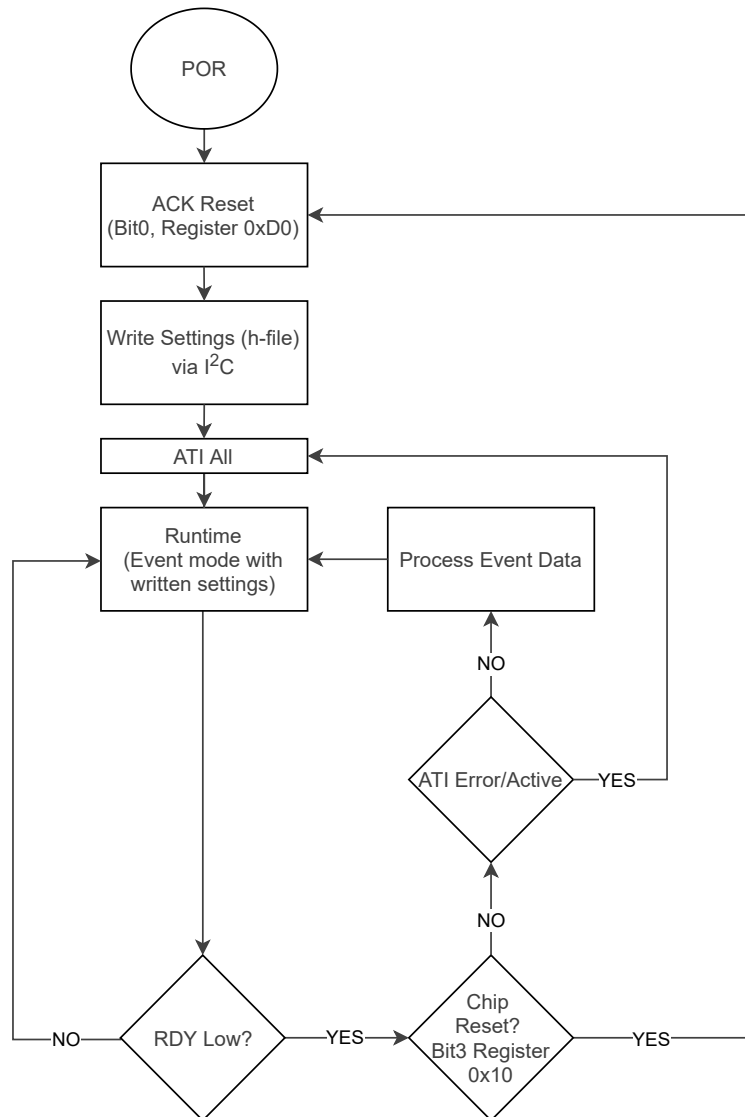 POR
ACK Reset
(Bit0, Register 0xD0)
Write Settings (h-file)
via I²C
ATI All
Runtime
(Event mode with
written settings)
Process Event Data
NO
ATI Error/Active
YES
NO
RDY Low?
NO
YES
Chip
Reset?
Bit3 Register
0x10
YES